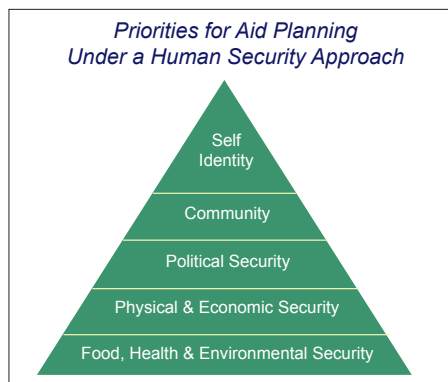 Priorities for Aid Planning
Under a Human Security Approach
Self
Identity
Community
Political Security
Physical & Economic Security
Food, Health & Environmental Security